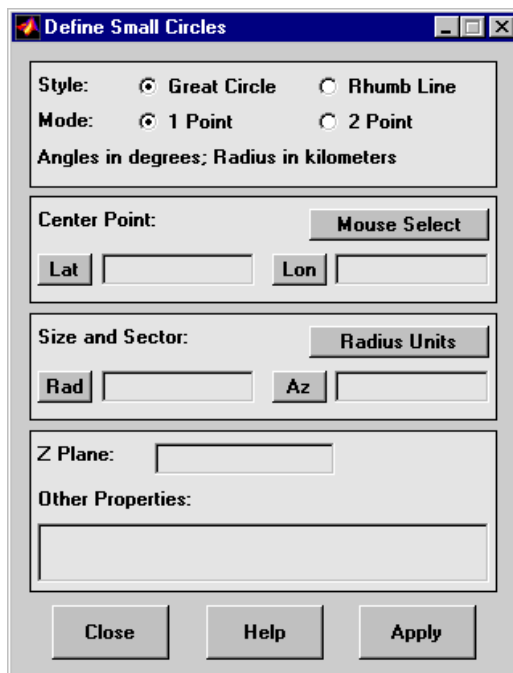 Define Small Circles
Style: Great Circle Rhumb Line
Mode: 1 Point 2 Point
Angles in degrees; Radius in kilometers
Center Point: Mouse Select
Lat Lon
Size and Sector: Radius Units
Rad Az
Z Plane:
Other Properties:
Close Help Apply